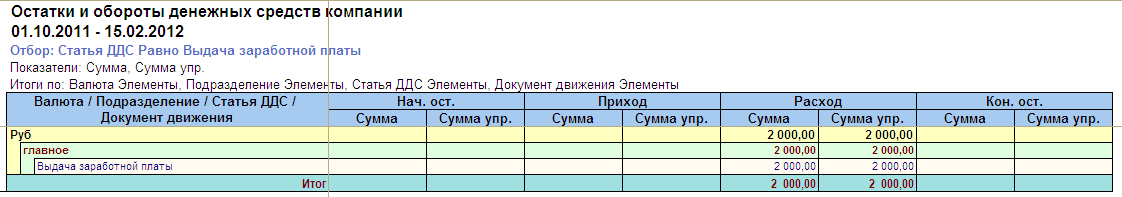 Остатки и обороты денежных средств компании
01.10.2011 - 15.02.2012
Отбор: Статья ДДС Равно Выдача заработной платы
Показатели: Сумма, Сумма упр.
Итоги по: Валюта Элементы, Подразделение Элементы, Статья ДДС Элементы, Документ движения Элементы
Валюта / Подразделение / Статья ДДС / Документ движения Нач. ост. Приход Расход Кон. ост.
Сумма Сумма упр. Сумма Сумма упр. Сумма Сумма упр. Сумма Сумма упр.
Руб 2 000,00 2 000,00
главное 2 000,00 2 000,00
Выдача заработной платы 2 000,00 2 000,00
Итог 2 000,00 2 000,00